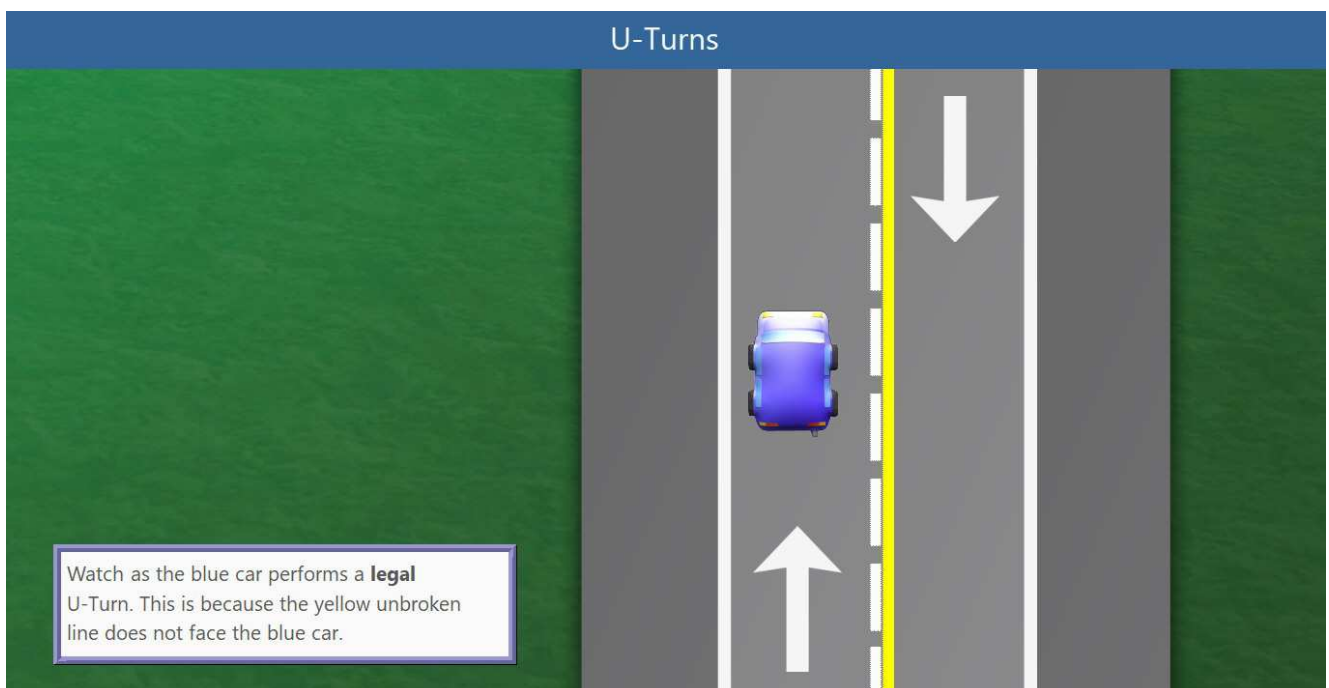 U-Turns
Watch as the blue car performs a legal
U-Turn. This is because the yellow unbroken
line does not face the blue car.